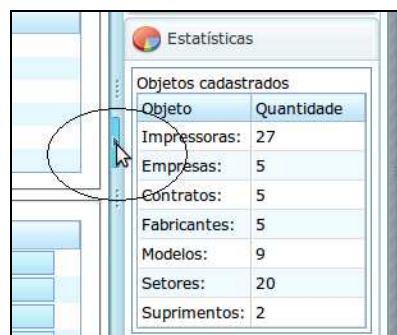 Estatísticas
Objetos cadastrados
Objeto Quantidade
Impressoras: 27
Empresas: 5
Contratos: 5
Fabricantes: 5
Modelos: 9
Setores: 20
Suprimentos: 2